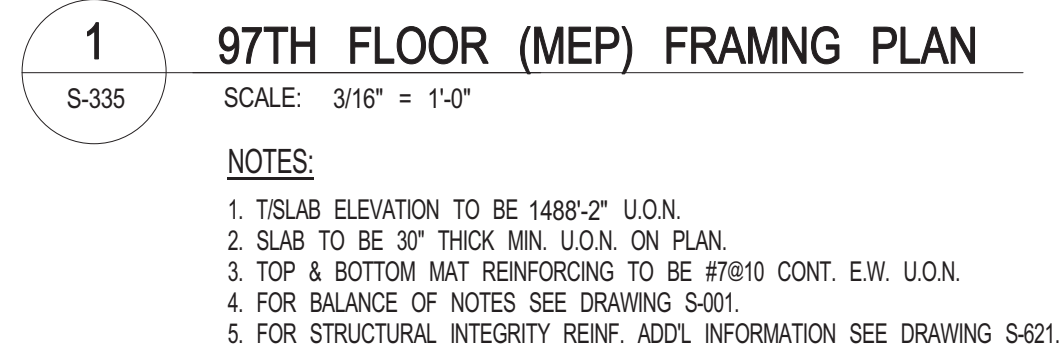 1
97TH FLOOR (MEP) FRAMNG PLAN
S-335
SCALE: 3/16" = 1'-0"
NOTES:
1. T/SLAB ELEVATION TO BE 1488'-2" U.O.N.
2. SLAB TO BE 30" THICK MIN. U.O.N. ON PLAN.
3. TOP & BOTTOM MAT REINFORCING TO BE #7@10 CONT. E.W. U.O.N.
4. FOR BALANCE OF NOTES SEE DRAWING S-001.
5. FOR STRUCTURAL INTEGRITY REINF. ADD'L INFORMATION SEE DRAWING S-621.